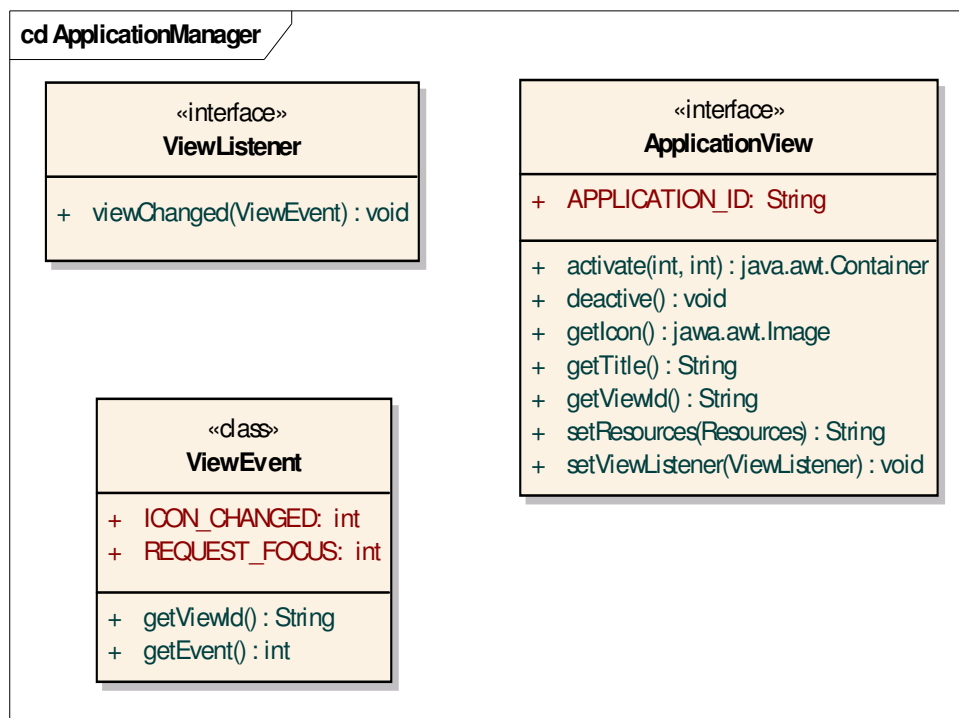 cd ApplicationManager
«interface»
ViewListener
+ viewChanged(ViewEvent) : void
«interface»
ApplicationView
+ APPLICATION_ID: String
+ activate(int, int) : java.awt.Container
+ deactive() : void
+ getIcon() : jawa.awt.Image
+ getTitle() : String
+ getViewId() : String
+ setResources(Resources) : String
+ setViewListener(ViewListener) : void
«class»
ViewEvent
+ ICON_CHANGED: int
+ REQUEST_FOCUS: int
+ getViewId() : String
+ getEvent() : int